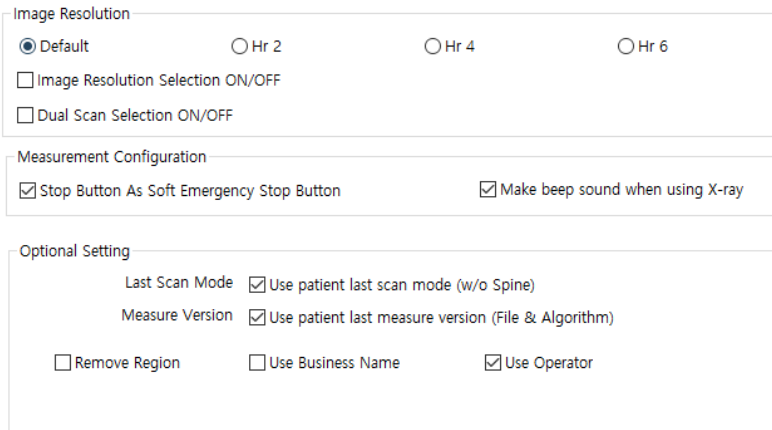 Image Resolution
Default Hr 2 Hr 4 Hr 6
Image Resolution Selection ON/OFF
Dual Scan Selection ON/OFF
Measurement Configuration
Stop Button As Soft Emergency Stop Button Make beep sound when using X-ray
Optional Setting
Last Scan Mode Use patient last scan mode (w/o Spine)
Measure Version Use patient last measure version (File & Algorithm)
Remove Region Use Business Name Use Operator